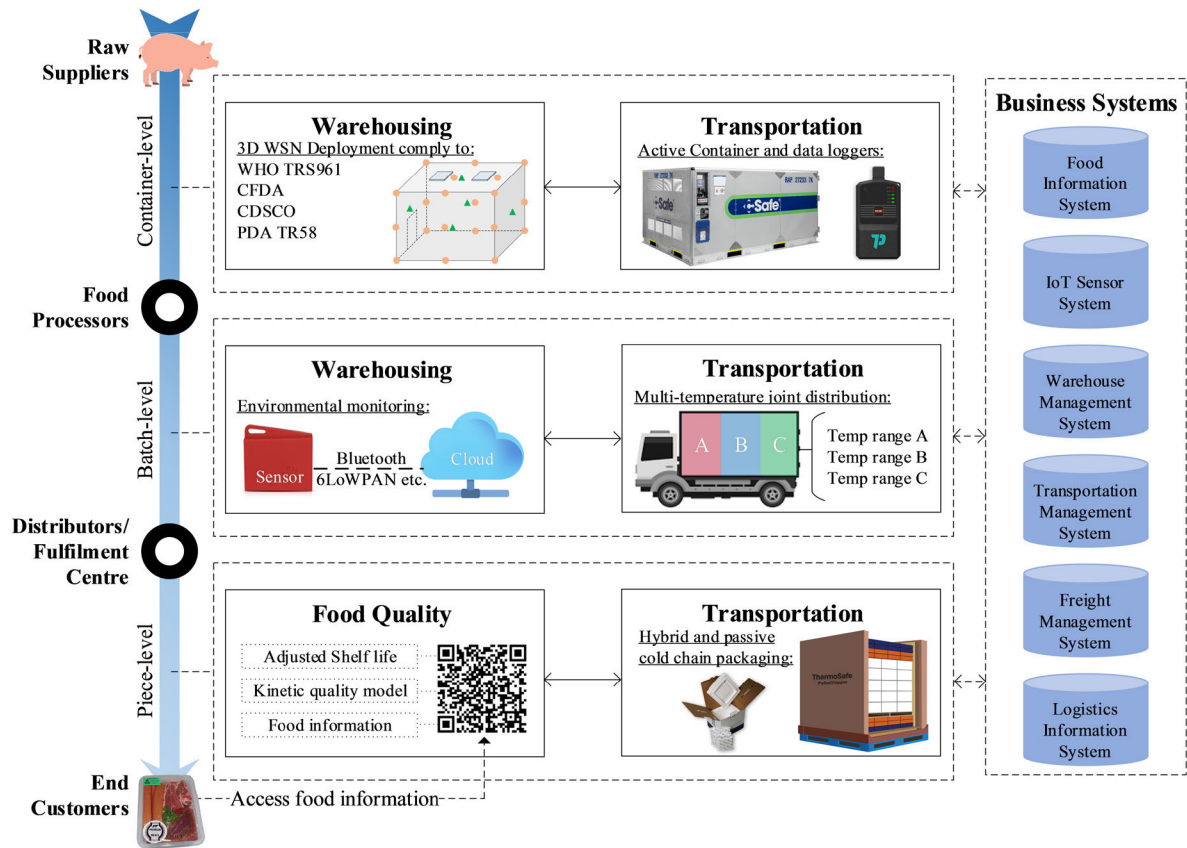 Raw
Suppliers
Container-level
Warehousing
3D WSN Deployment comply to:
WHO TRS961
CFDA
CDSCO
PDA TR58
Transportation
Active Container and data loggers:
RAP 27233 7K
Safe
Safe
Food
Processors
Batch-level
Warehousing
Environmental monitoring:
Sensor
Bluetooth
6LoWPAN etc.
Cloud
Transportation
Multi-temperature joint distribution:
A B C
Temp range A
Temp range B
Temp range C
Distributors/
Fulfilment
Centre
Piece-level
Food Quality
Adjusted Shelf life
Kinetic quality model
Food information
Transportation
Hybrid and passive
cold chain packaging:
ThermoSafe
End
Customers
Access food information
Business Systems
Food
Information
System
IoT Sensor
System
Warehouse
Management
System
Transportation
Management
System
Freight
Management
System
Logistics
Information
System